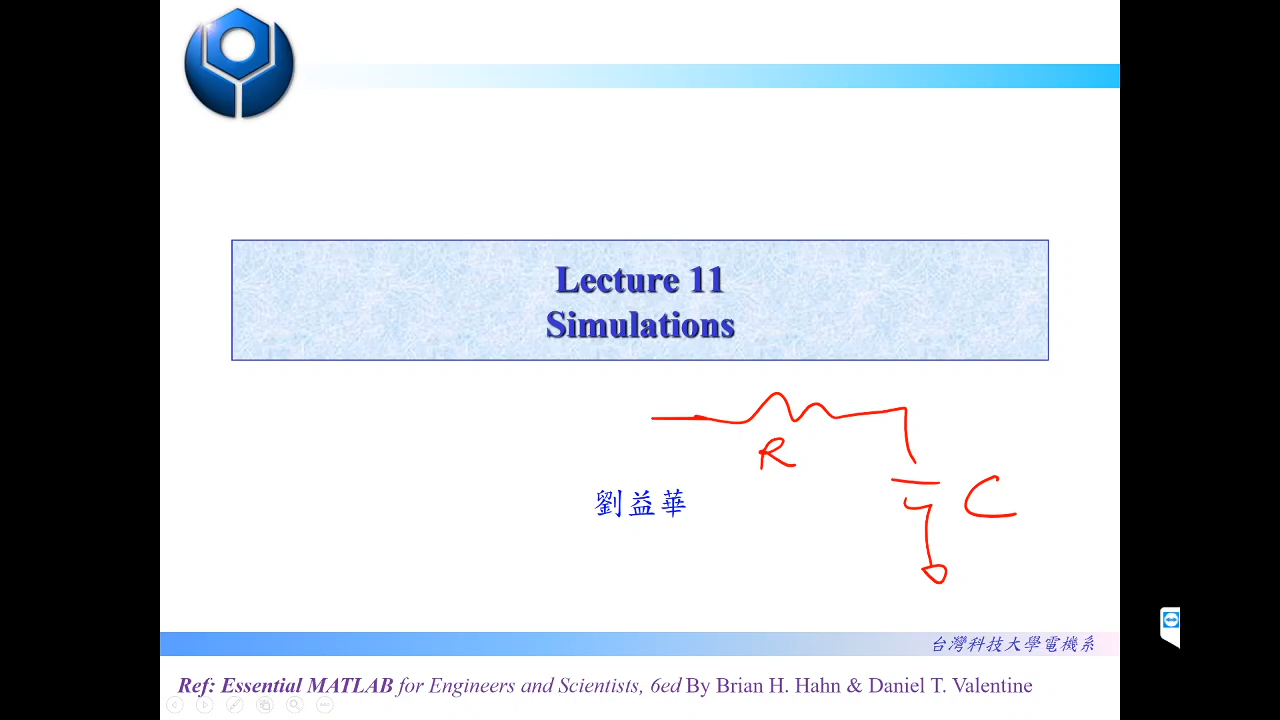 Lecture 11
Simulations
R
C
劉益華
台灣科技大學電機系
Ref: Essential MATLAB for Engineers and Scientists, 6ed By Brian H. Hahn & Daniel T. Valentine